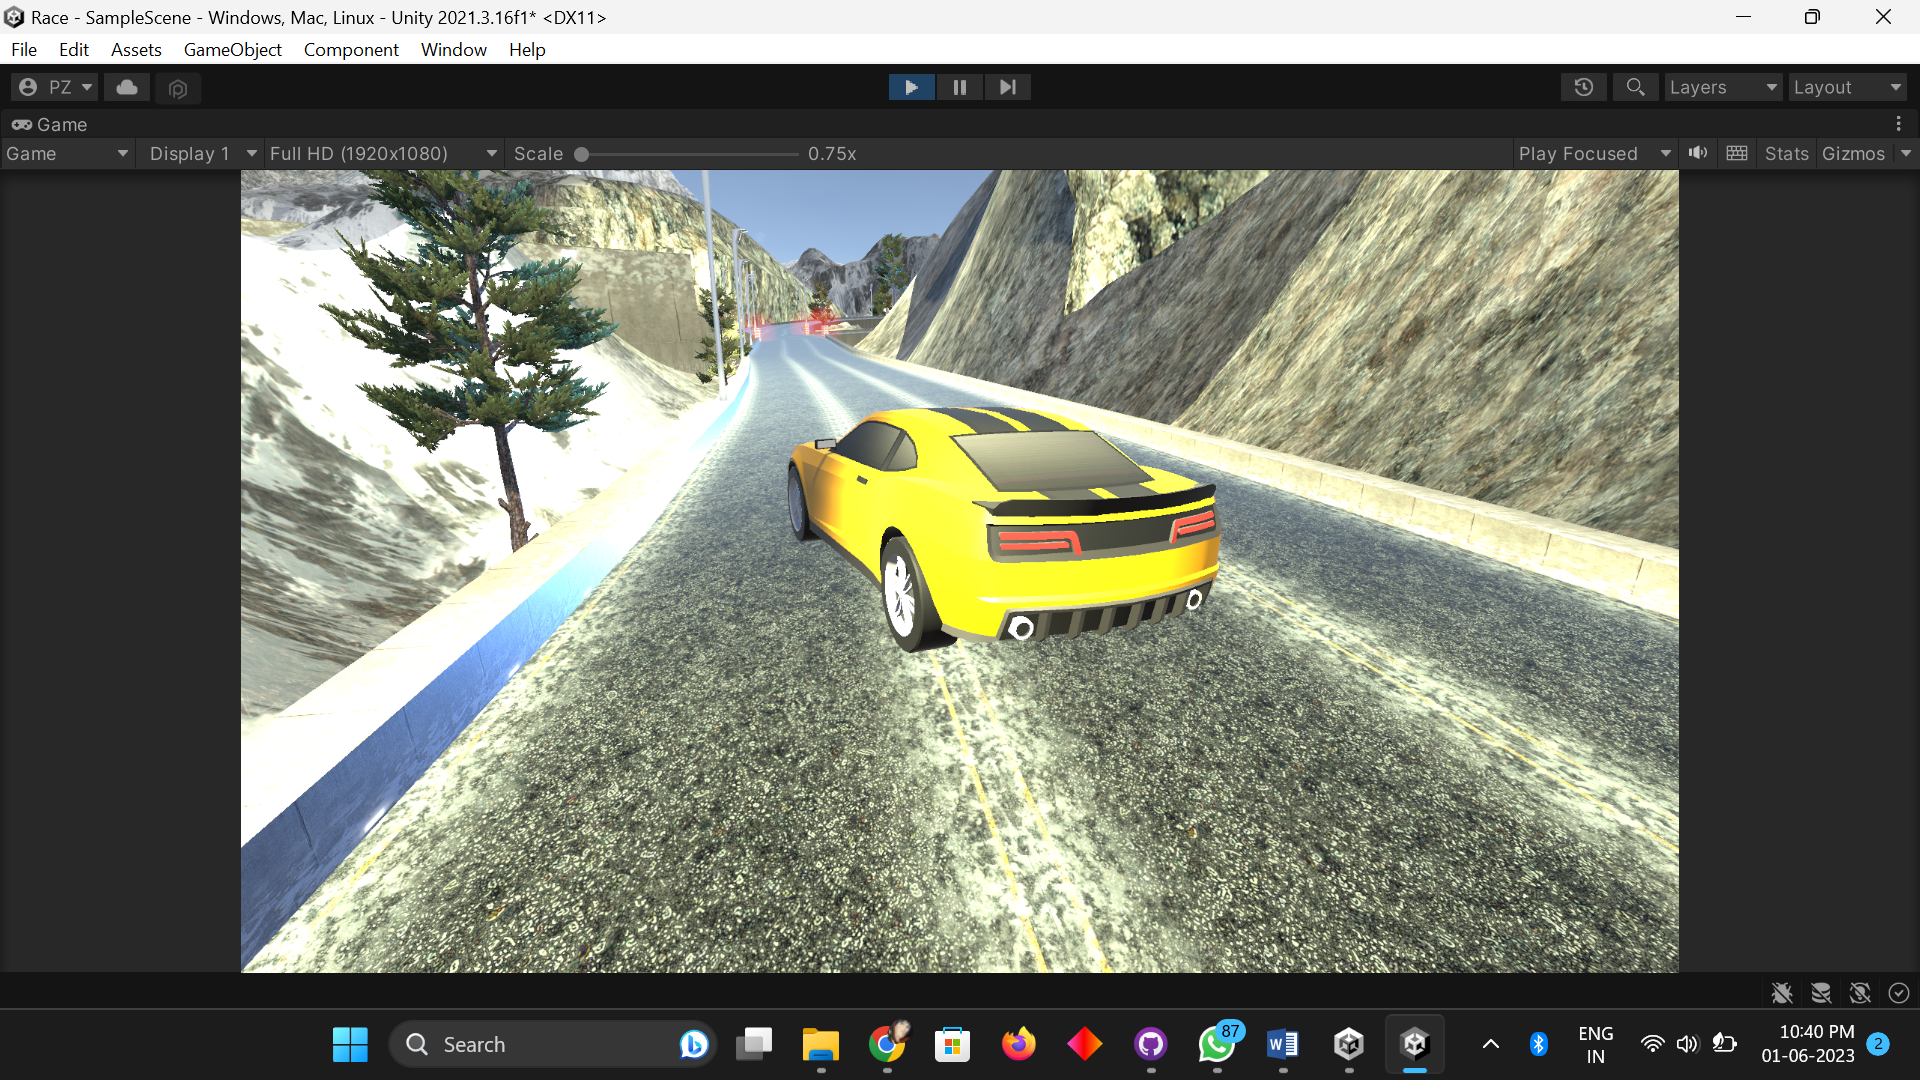 Race - SampleScene - Windows, Mac, Linux - Unity 2021.3.16f1* <DX11>
File Edit Assets GameObject Component Window Help
PZ Layers Layout
Game
Game Display 1 Full HD (1920x1080) Scale 0.75x Play Focused Stats Gizmos
Search 87 ENG 10:40 PM
IN 01-06-2023 2